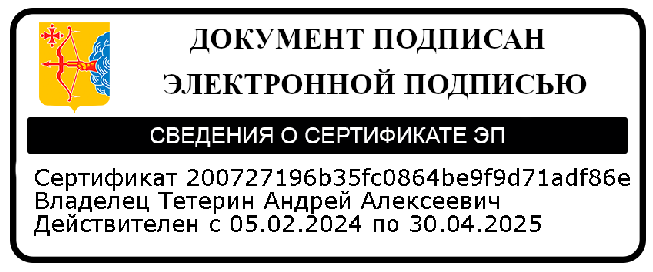 ДОКУМЕНТ ПОДПИСАН
ЭЛЕКТРОННОЙ ПОДПИСЬЮ
СВЕДЕНИЯ О СЕРТИФИКАТЕ ЭП
Сертификат 200727196b35fc0864be9f9d71adf86e
Владелец Тетерин Андрей Алексеевич
Действителен с 05.02.2024 по 30.04.2025